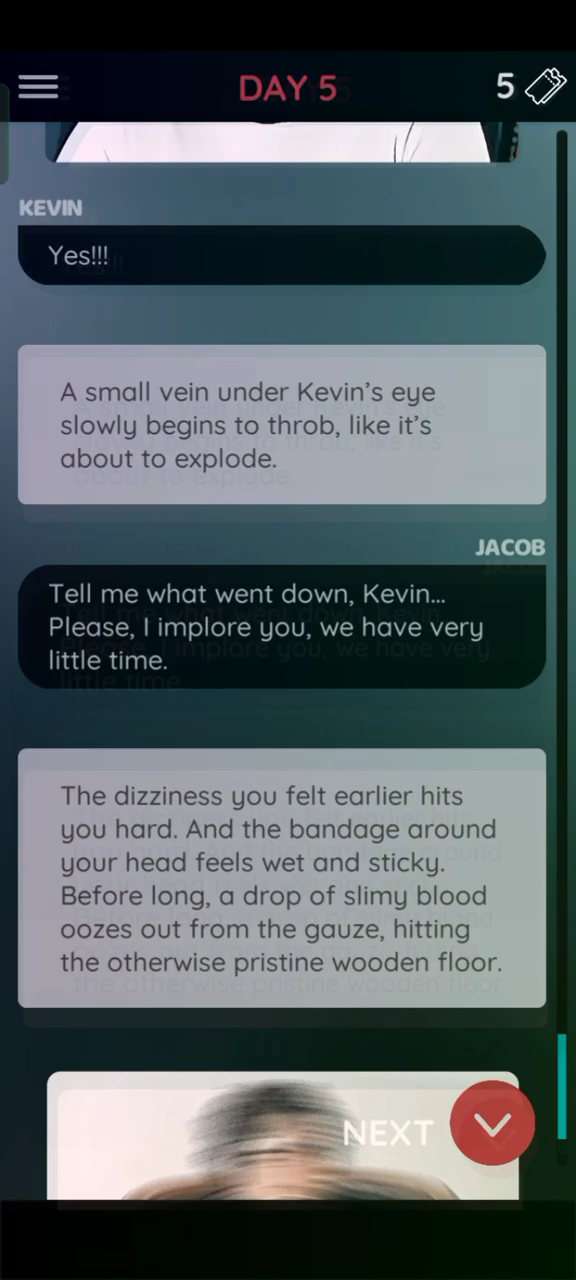 DAY 5
5
KEVIN
Yes!!!
A small vein under Kevin’s eye
slowly begins to throb, like it’s
about to explode.
JACOB
Tell me what went down, Kevin...
Please, I implore you, we have very
little time.
The dizziness you felt earlier hits
you hard. And the bandage around
your head feels wet and sticky.
Before long, a drop of slimy blood
oozes out from the gauze, hitting
the otherwise pristine wooden floor.
NEXT